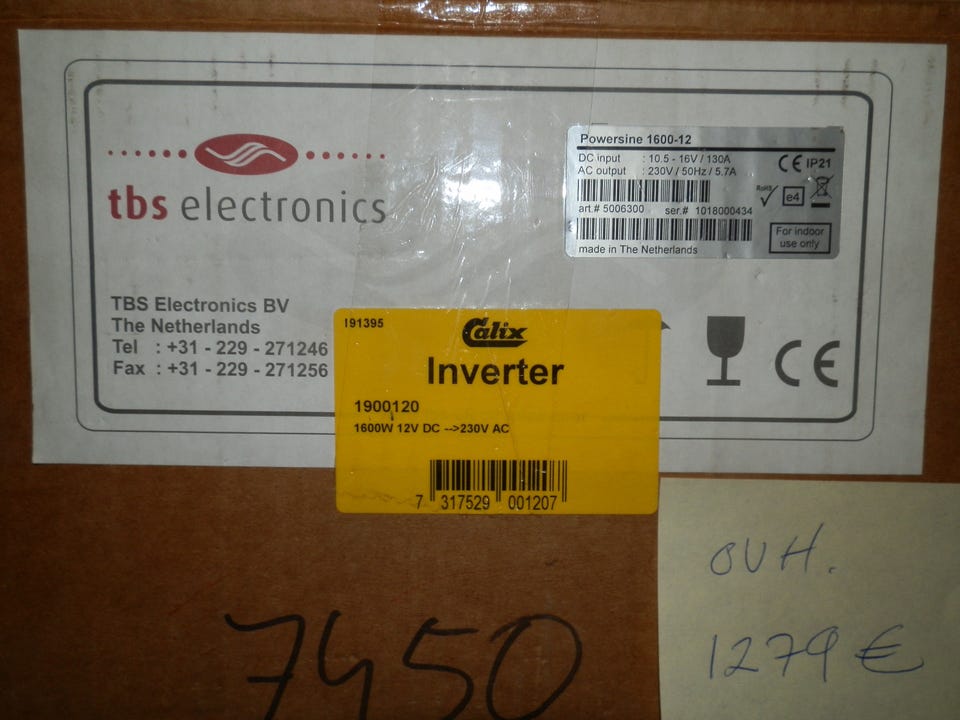 tbs electronics
TBS Electronics BV
The Netherlands
Tel : +31 - 229 - 271246
Fax : +31 - 229 - 271256
Powersine 1600-12
DC input : 10.5 - 16V / 130A
AC output : 230V / 50Hz / 5.7A
CE IP21
RoHS
e4
art.# 5006300 ser.# 1018000434
For indoor
use only
made in The Netherlands
CE
191395
Calix
Inverter
1900120
1600W 12V DC -->230V AC
7 317529 001207
OVH.
1279 €
7450